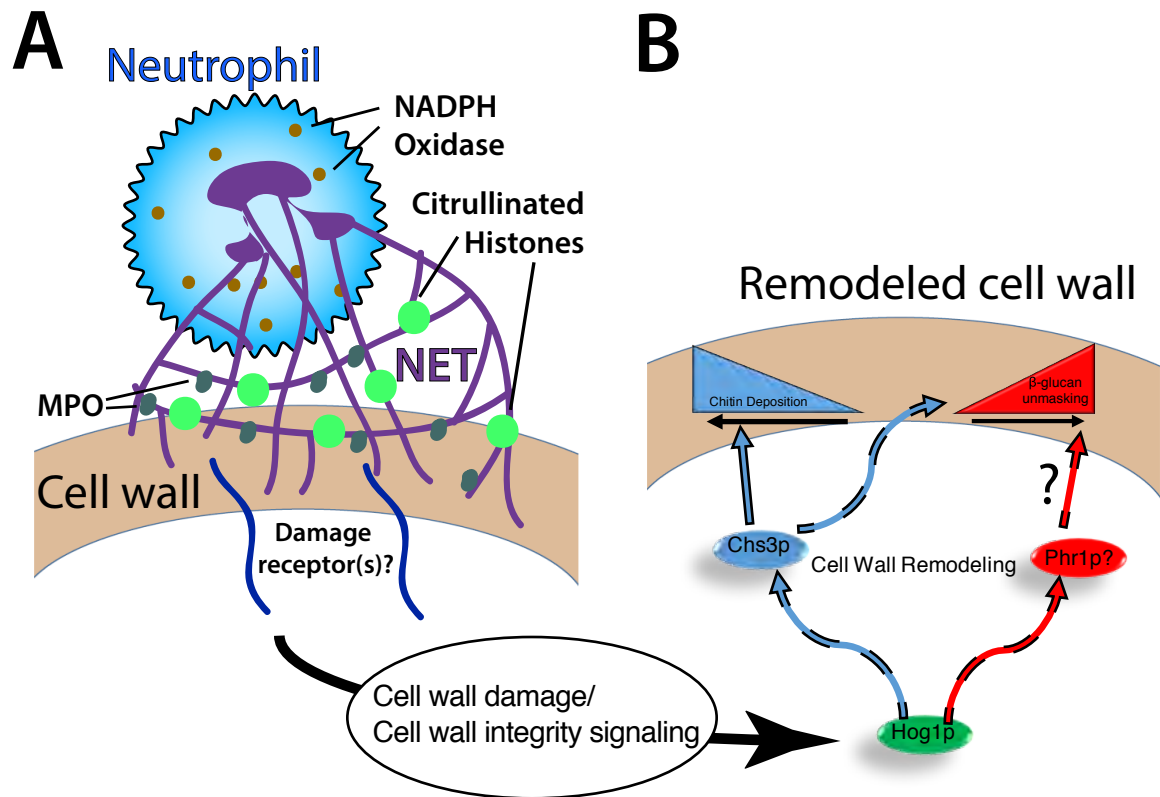 A
Neutrophil
NADPH
Oxidase
Citrullinated
Histones
NET
MPO
Cell wall
Damage
receptor(s)?
Cell wall damage/
Cell wall integrity signaling
B
Remodeled cell wall
Chitin Deposition
β-glucan
unmasking
?
Chs3p
Cell Wall Remodeling
Phr1p?
Hog1p